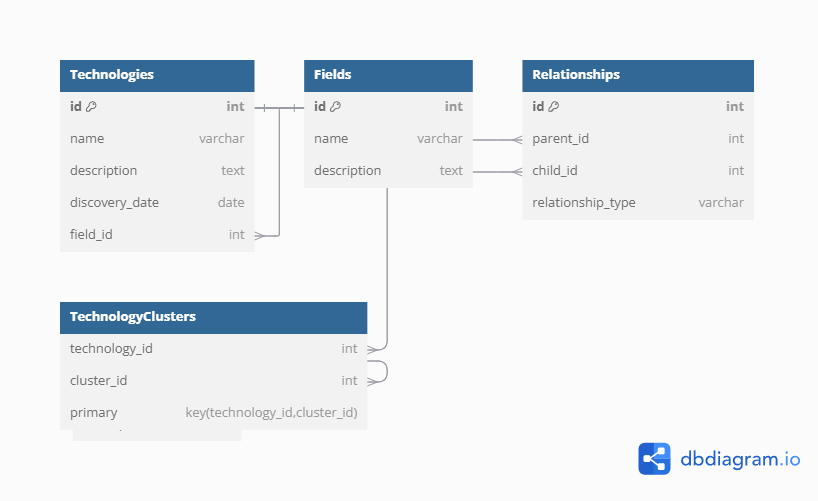 Technologies
id int
name varchar
description text
discovery_date date
field_id int
Fields
id int
name varchar
description text
Relationships
id int
parent_id int
child_id int
relationship_type varchar
TechnologyClusters
technology_id int
cluster_id int
primary key(technology_id,cluster_id)
dbdiagram.io